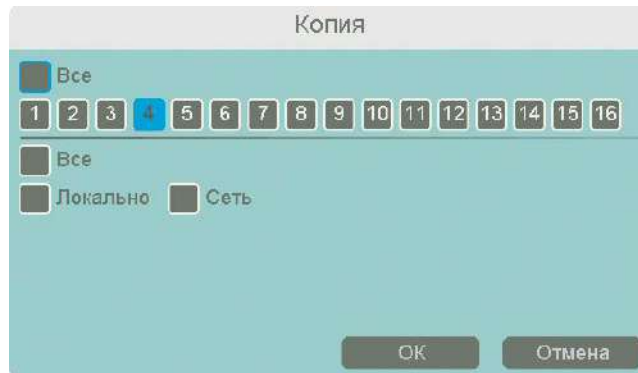 Копия
Все
1 2 3 4 5 6 7 8 9 10 11 12 13 14 15 16
Все
Локально Сеть
OK Отмена